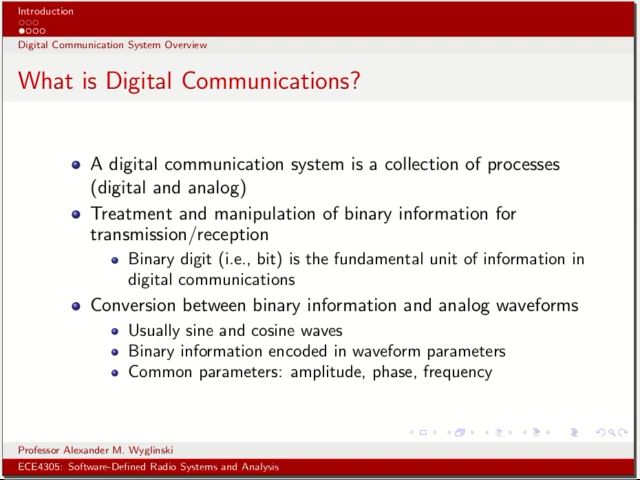 Introduction
Digital Communication System Overview
What is Digital Communications?
A digital communication system is a collection of processes
(digital and analog)
Treatment and manipulation of binary information for
transmission/reception
Binary digit (i.e., bit) is the fundamental unit of information in
digital communications
Conversion between binary information and analog waveforms
Usually sine and cosine waves
Binary information encoded in waveform parameters
Common parameters: amplitude, phase, frequency
Professor Alexander M. Wyglinski
ECE4305: Software-Defined Radio Systems and Analysis